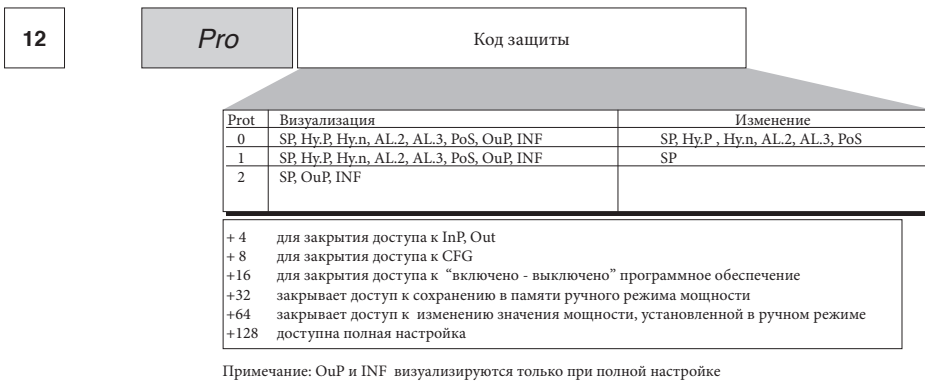 12
Pro
Код защиты
Prot Визуализация Изменение
0 SP, Hy.P, Hy.n, AL.2, AL.3, PoS, OuP, INF SP, Hy.P , Hy.n, AL.2, AL.3, PoS
1 SP, Hy.P, Hy.n, AL.2, AL.3, PoS, OuP, INF SP
2 SP, OuP, INF
+ 4 для закрытия доступа к InP, Out
+ 8 для закрытия доступа к CFG
+16 для закрытия доступа к “включено - выключено” программное обеспечение
+32 закрывает доступ к сохранению в памяти ручного режима мощности
+64 закрывает доступ к изменению значения мощности, установленной в ручном режиме
+128 доступна полная настройка
Примечание: OuP и INF визуализируются только при полной настройке